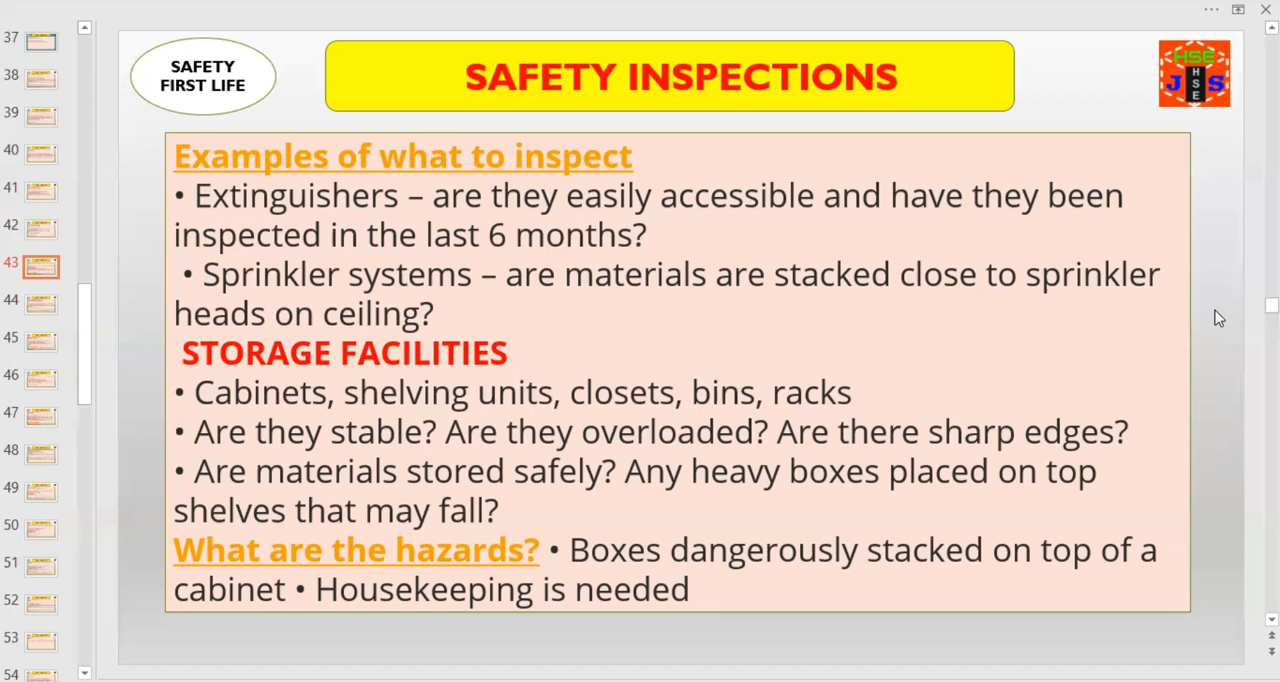 37
38
39
40
41
42
43
44
45
46
47
48
49
50
51
52
53
54
SAFETY
FIRST LIFE
SAFETY INSPECTIONS
HSE
J HSE S
Examples of what to inspect
• Extinguishers – are they easily accessible and have they been
inspected in the last 6 months?
• Sprinkler systems – are materials are stacked close to sprinkler
heads on ceiling?
STORAGE FACILITIES
• Cabinets, shelving units, closets, bins, racks
• Are they stable? Are they overloaded? Are there sharp edges?
• Are materials stored safely? Any heavy boxes placed on top
shelves that may fall?
What are the hazards? • Boxes dangerously stacked on top of a
cabinet • Housekeeping is needed